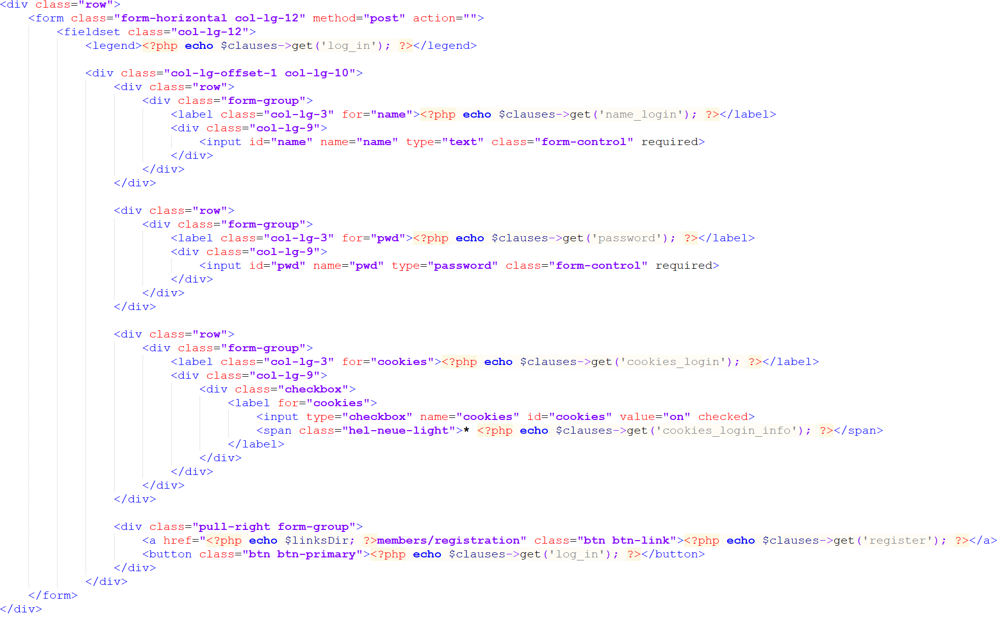 <div class="row">
    <form class="form-horizontal col-lg-12" method="post" action="">
        <fieldset class="col-lg-12">
            <legend><?php echo $clauses->get('log_in'); ?></legend>

            <div class="col-lg-offset-1 col-lg-10">
                <div class="row">
                    <div class="form-group">
                        <label class="col-lg-3" for="name"><?php echo $clauses->get('name_login'); ?></label>
                        <div class="col-lg-9">
                            <input id="name" name="name" type="text" class="form-control" required>
                        </div>
                    </div>
                </div>

                <div class="row">
                    <div class="form-group">
                        <label class="col-lg-3" for="pwd"><?php echo $clauses->get('password'); ?></label>
                        <div class="col-lg-9">
                            <input id="pwd" name="pwd" type="password" class="form-control" required>
                        </div>
                    </div>
                </div>

                <div class="row">
                    <div class="form-group">
                        <label class="col-lg-3" for="cookies"><?php echo $clauses->get('cookies_login'); ?></label>
                        <div class="col-lg-9">
                            <div class="checkbox">
                                <label for="cookies">
                                    <input type="checkbox" name="cookies" id="cookies" value="on" checked>
                                    <span class="hel-neue-light">* <?php echo $clauses->get('cookies_login_info'); ?></span>
                                </label>
                            </div>
                        </div>
                    </div>
                </div>

                <div class="pull-right form-group">
                    <a href="<?php echo $linksDir; ?>members/registration" class="btn btn-link"><?php echo $clauses->get('register'); ?></a>
                    <button class="btn btn-primary"><?php echo $clauses->get('log_in'); ?></button>
                </div>
            </div>
    </form>
</div>